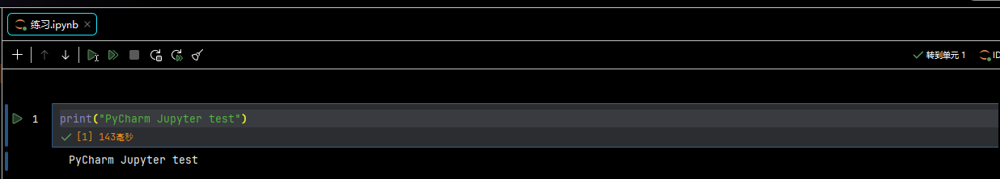 练习.ipynb
转到单元 1
ID
1
print("PyCharm Jupyter test")
[1] 143毫秒
PyCharm Jupyter test